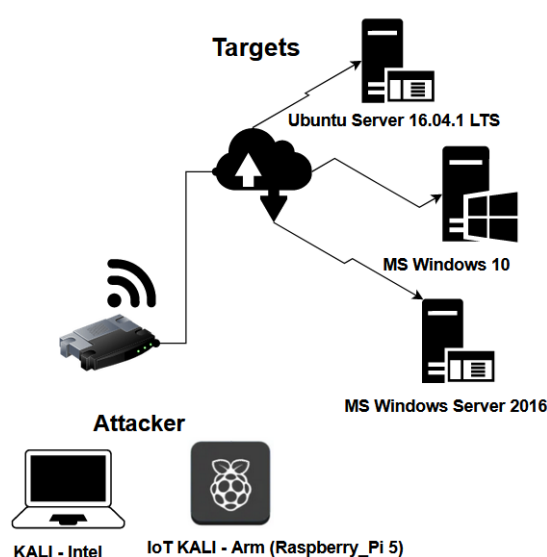 Targets
Ubuntu Server 16.04.1 LTS
MS Windows 10
MS Windows Server 2016
Attacker
KALI - Intel
IoT KALI - Arm (Raspberry_Pi 5)